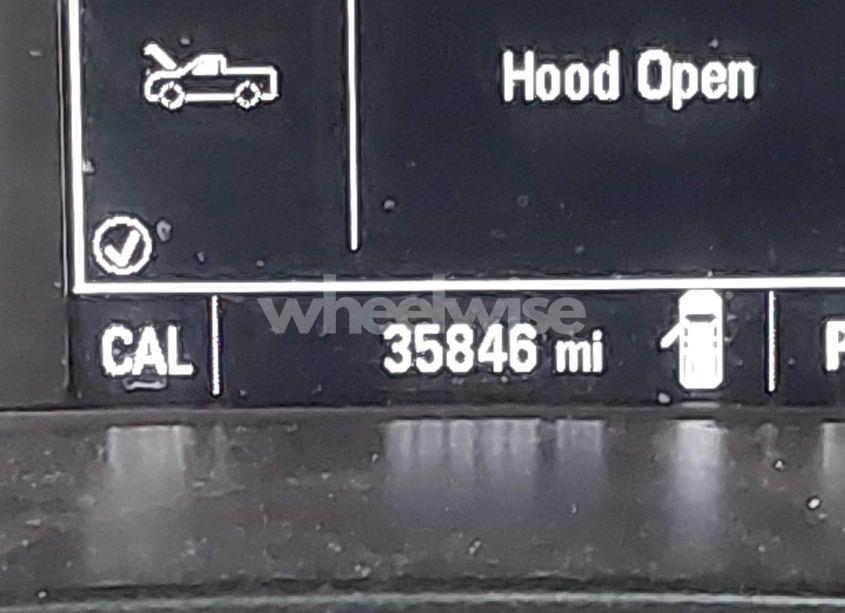 Hood Open
wheelwise
CAL 35846 mi P